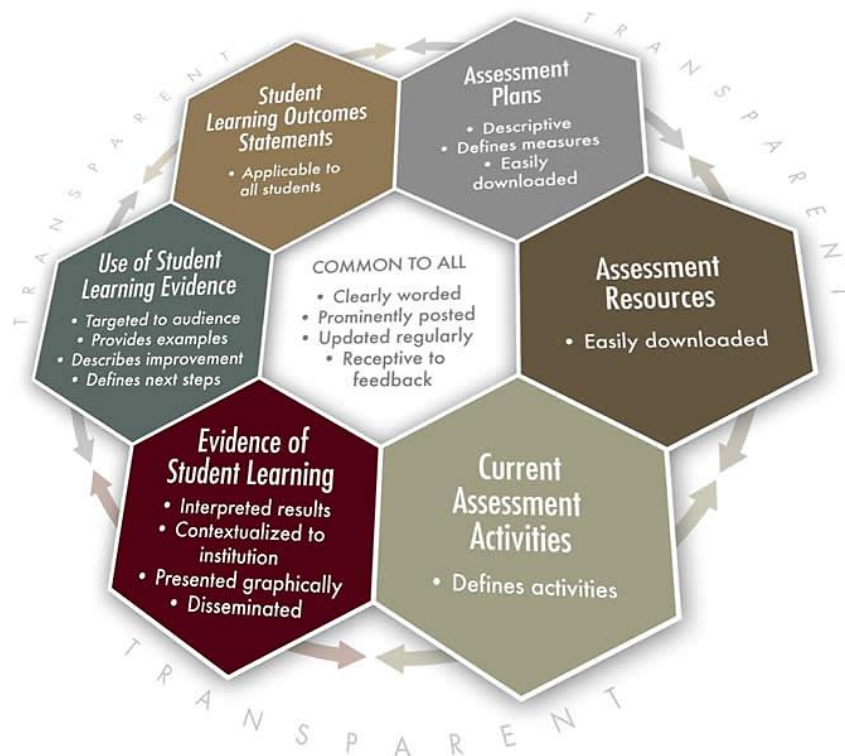 TRANSPARENT
TRANSPARENT
Student
Learning Outcomes
Statements
• Applicable to
all students
Assessment
Plans
• Descriptive
• Defines measures
• Easily
downloaded
Use of Student
Learning Evidence
• Targeted to audience
• Provides examples
• Describes improvement
• Defines next steps
COMMON TO ALL
• Clearly worded
• Prominently posted
• Updated regularly
• Receptive to
feedback
Assessment
Resources
• Easily downloaded
Evidence of
Student Learning
• Interpreted results
• Contextualized to
institution
• Presented graphically
• Disseminated
Current
Assessment
Activities
• Defines activities
TRANSPARENT